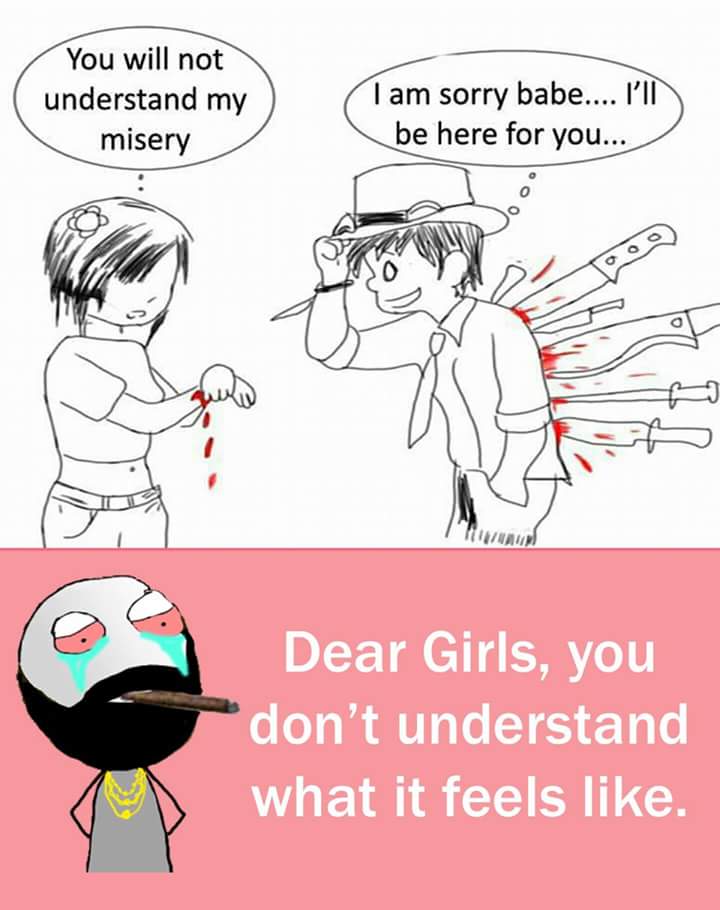 You will not
understand my
misery
I am sorry babe.... I'll
be here for you...
Dear Girls, you
don't understand
what it feels like.